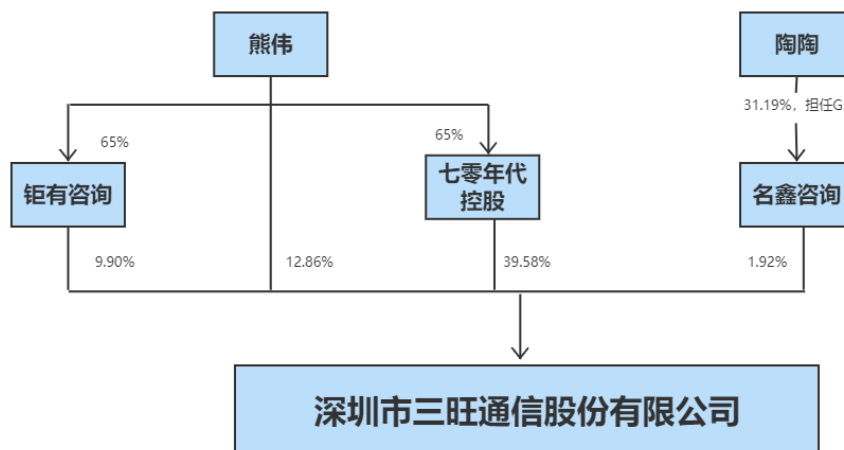 熊伟
陶陶
31.19%，担任G
65%
65%
钜有咨询
七零年代
控股
名鑫咨询
9.90%
12.86%
39.58%
1.92%
深圳市三旺通信股份有限公司